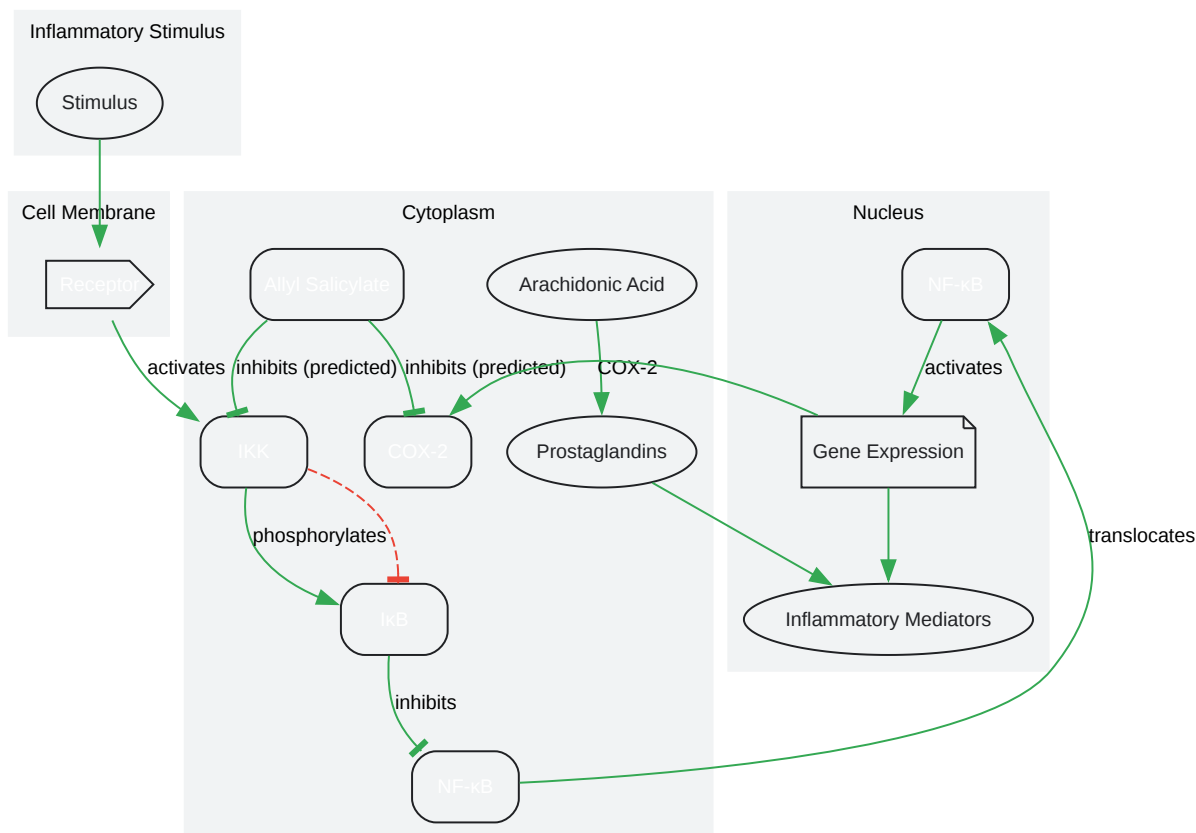 Inflammatory Stimulus
Stimulus
Cell Membrane
Receptor
Cytoplasm
Allyl Salicylate
Arachidonic Acid
Nucleus
NF-κB
activates
inhibits (predicted)
inhibits (predicted)
COX-2
activates
IKK
COX-2
Prostaglandins
Gene Expression
phosphorylates
translocates
IκB
Inflammatory Mediators
inhibits
NF-κB